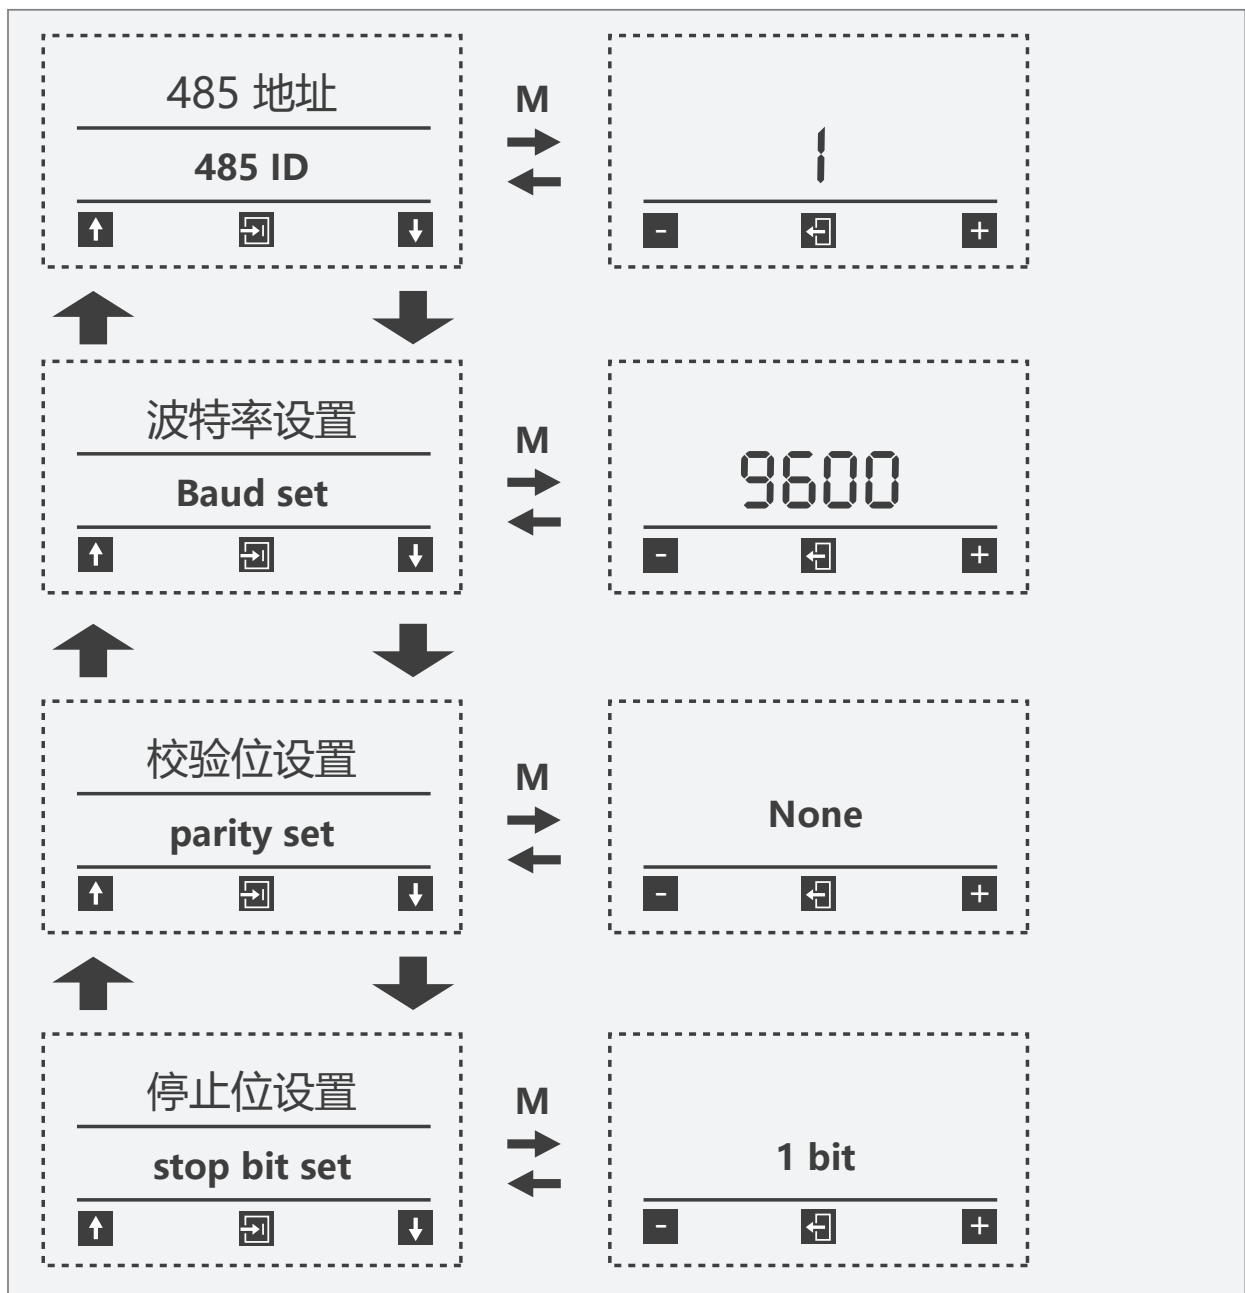 485 地址
485 ID
M
1
- +
波特率设置
Baud set
M
9600
- +
校验位设置
parity set
M
None
- +
停止位设置
stop bit set
M
1 bit
- +